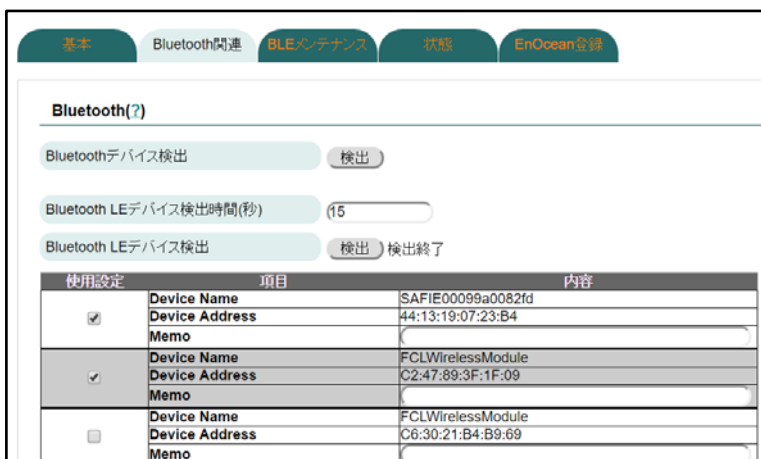 基本 Bluetooth関連 BLEメンテナンス 状態 EnOcean登録
Bluetooth(?)
Bluetoothデバイス検出 検出
Bluetooth LEデバイス検出時間(秒) 15
Bluetooth LEデバイス検出 検出 検出終了
使用設定 項目 内容
Device Name SAFIE00099a0082fd
Device Address 44:13:19:07:23:B4
Memo
Device Name FCLWirelessModule
Device Address C2:47:89:3F:1F:09
Memo
Device Name FCLWirelessModule
Device Address C6:30:21:B4:B9:69
Memo